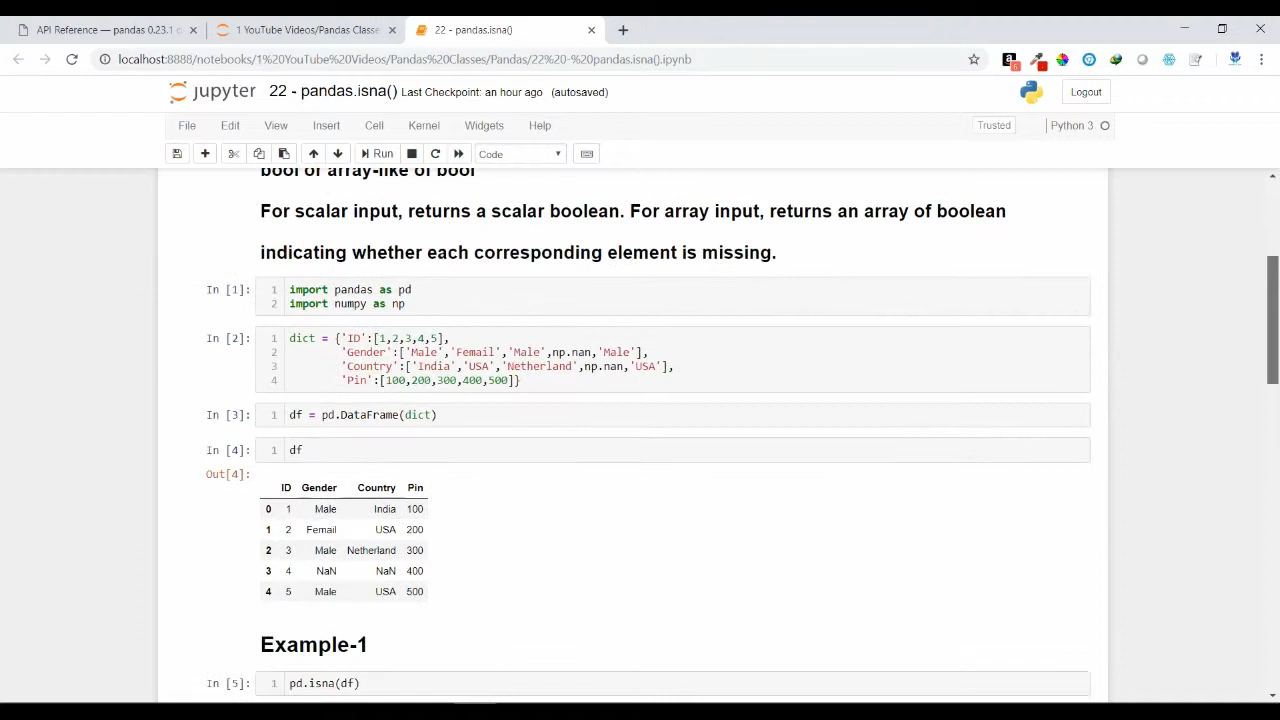 API Reference — pandas 0.23.1 d
1 YouTube Videos/Pandas Classe
22 - pandas.isna()
localhost:8888/notebooks/1%20YouTube%20Videos/Pandas%20Classes/Pandas/22%20-%20pandas.isna().ipynb
jupyter 22 - pandas.isna() Last Checkpoint: an hour ago (autosaved)
Logout
File Edit View Insert Cell Kernel Widgets Help
Trusted
Python 3
Run
Code
bool or array-like of bool
For scalar input, returns a scalar boolean. For array input, returns an array of boolean
indicating whether each corresponding element is missing.
In [1]: 1 import pandas as pd
2 import numpy as np
In [2]: 1 dict = {'ID':[1,2,3,4,5],
2 'Gender':['Male','Femail','Male',np.nan,'Male'],
3 'Country':['India','USA','Netherland',np.nan,'USA'],
4 'Pin':[100,200,300,400,500]}
In [3]: 1 df = pd.DataFrame(dict)
In [4]: 1 df
Out[4]:
ID Gender Country Pin
0 1 Male India 100
1 2 Femail USA 200
2 3 Male Netherland 300
3 4 NaN NaN 400
4 5 Male USA 500
Example-1
In [5]: 1 pd.isna(df)